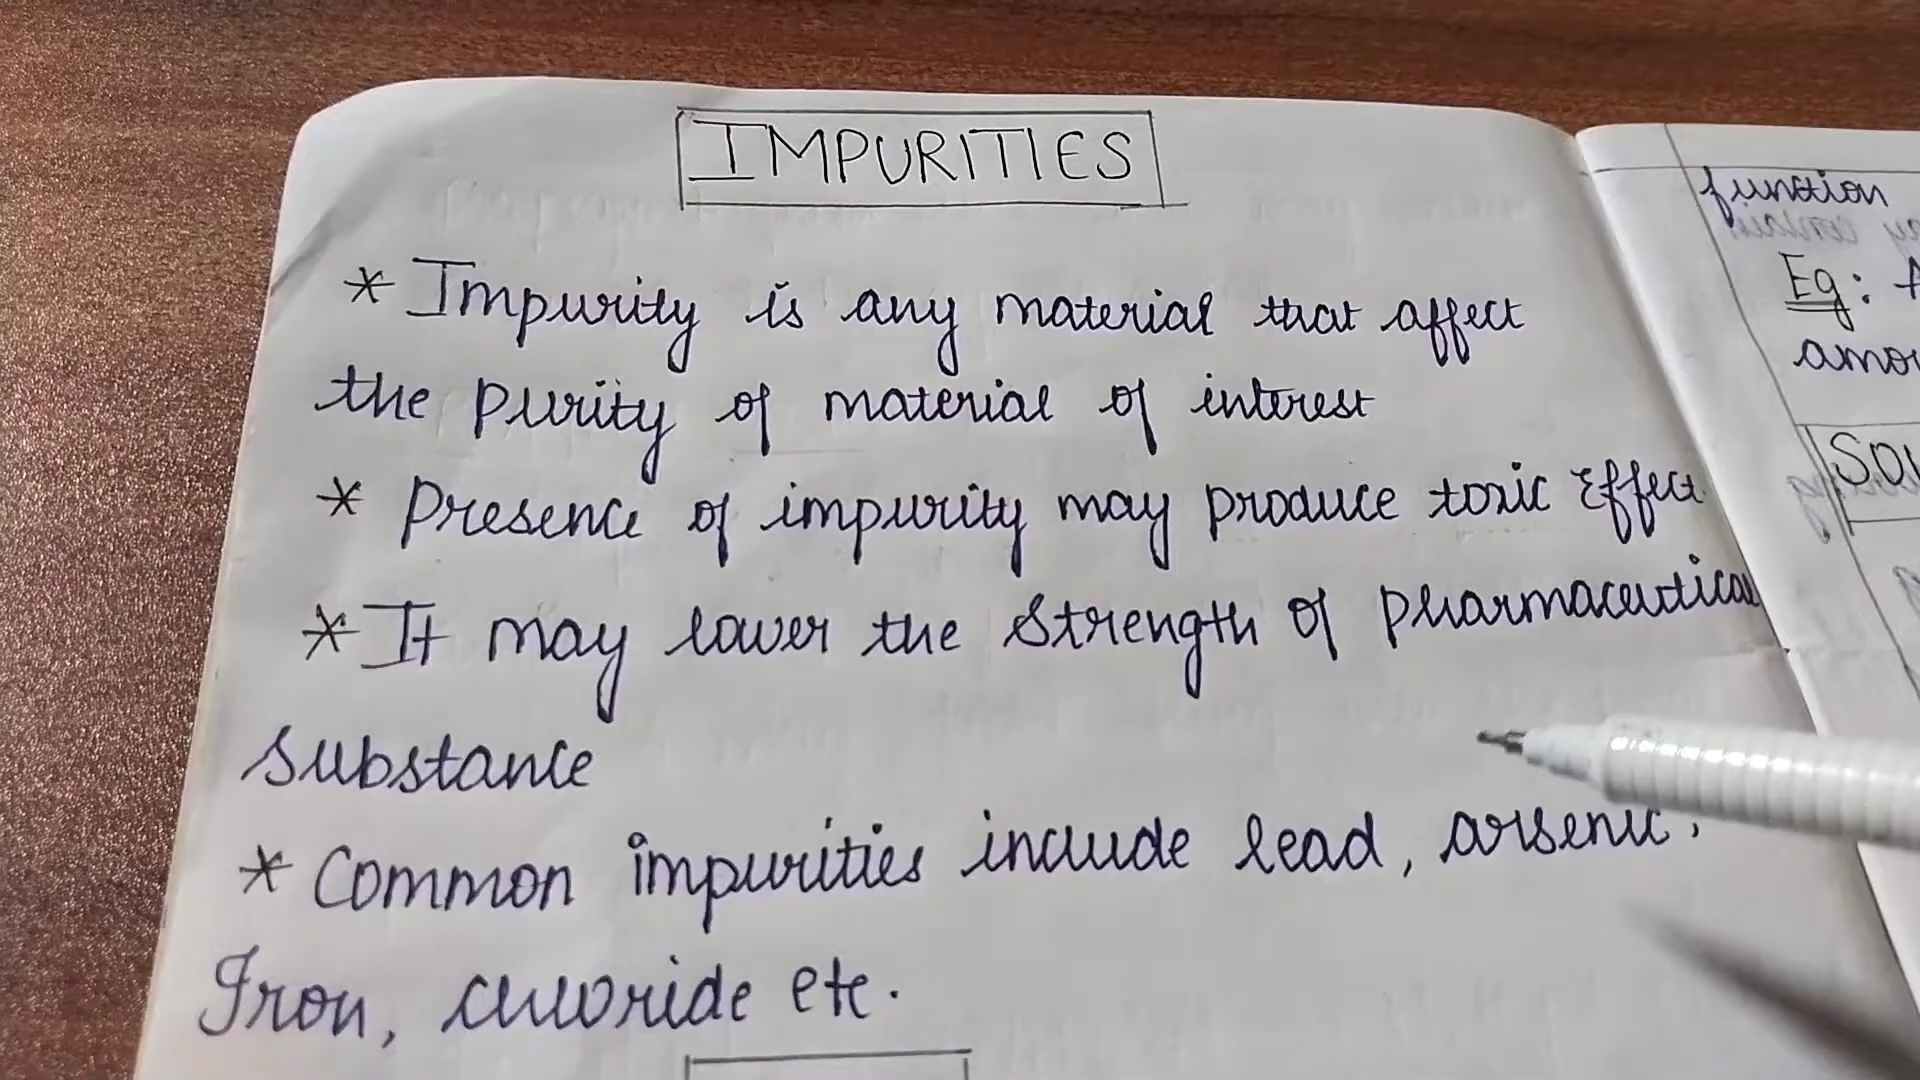 IMPURITIES
* Impurity is any material that affect
the purity of material of interest
* Presence of impurity may produce toxic Effect
* It may lower the strength of pharmaceutical
substance
* Common impurities include lead, arsenic,
Iron, chloride etc.
function
Eg: